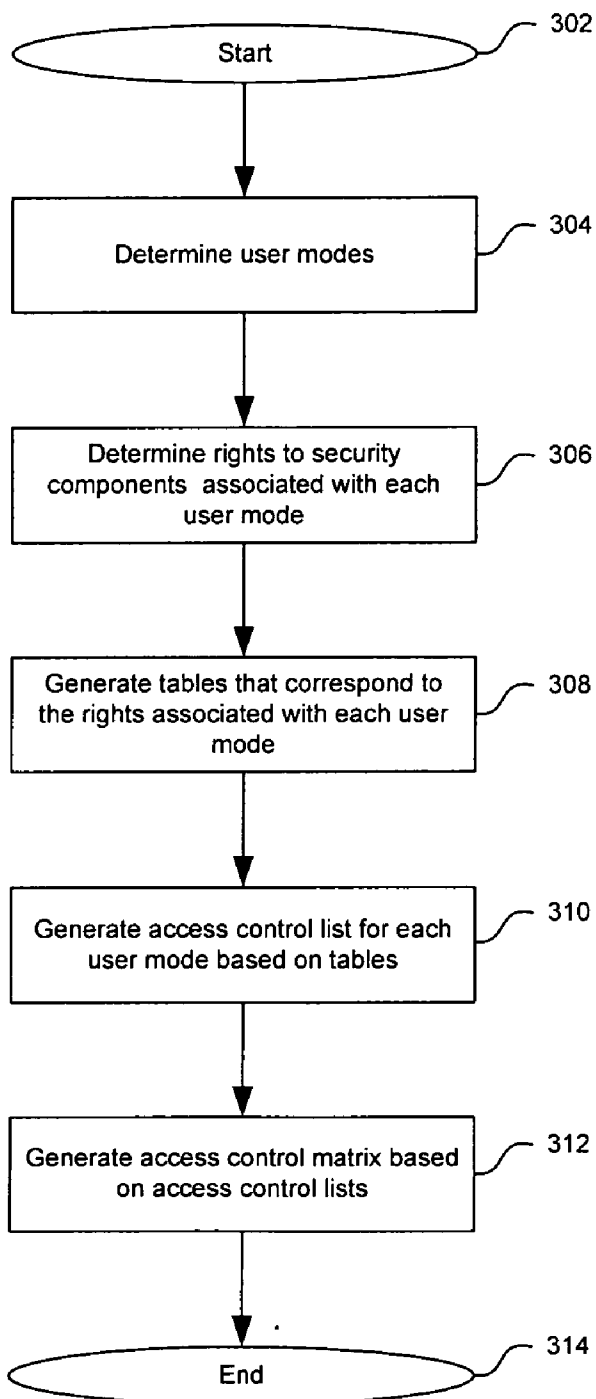 302
Start
304
Determine user modes
306
Determine rights to security
components associated with each
user mode
308
Generate tables that correspond to
the rights associated with each user
mode
310
Generate access control list for each
user mode based on tables
312
Generate access control matrix based
on access control lists
314
End